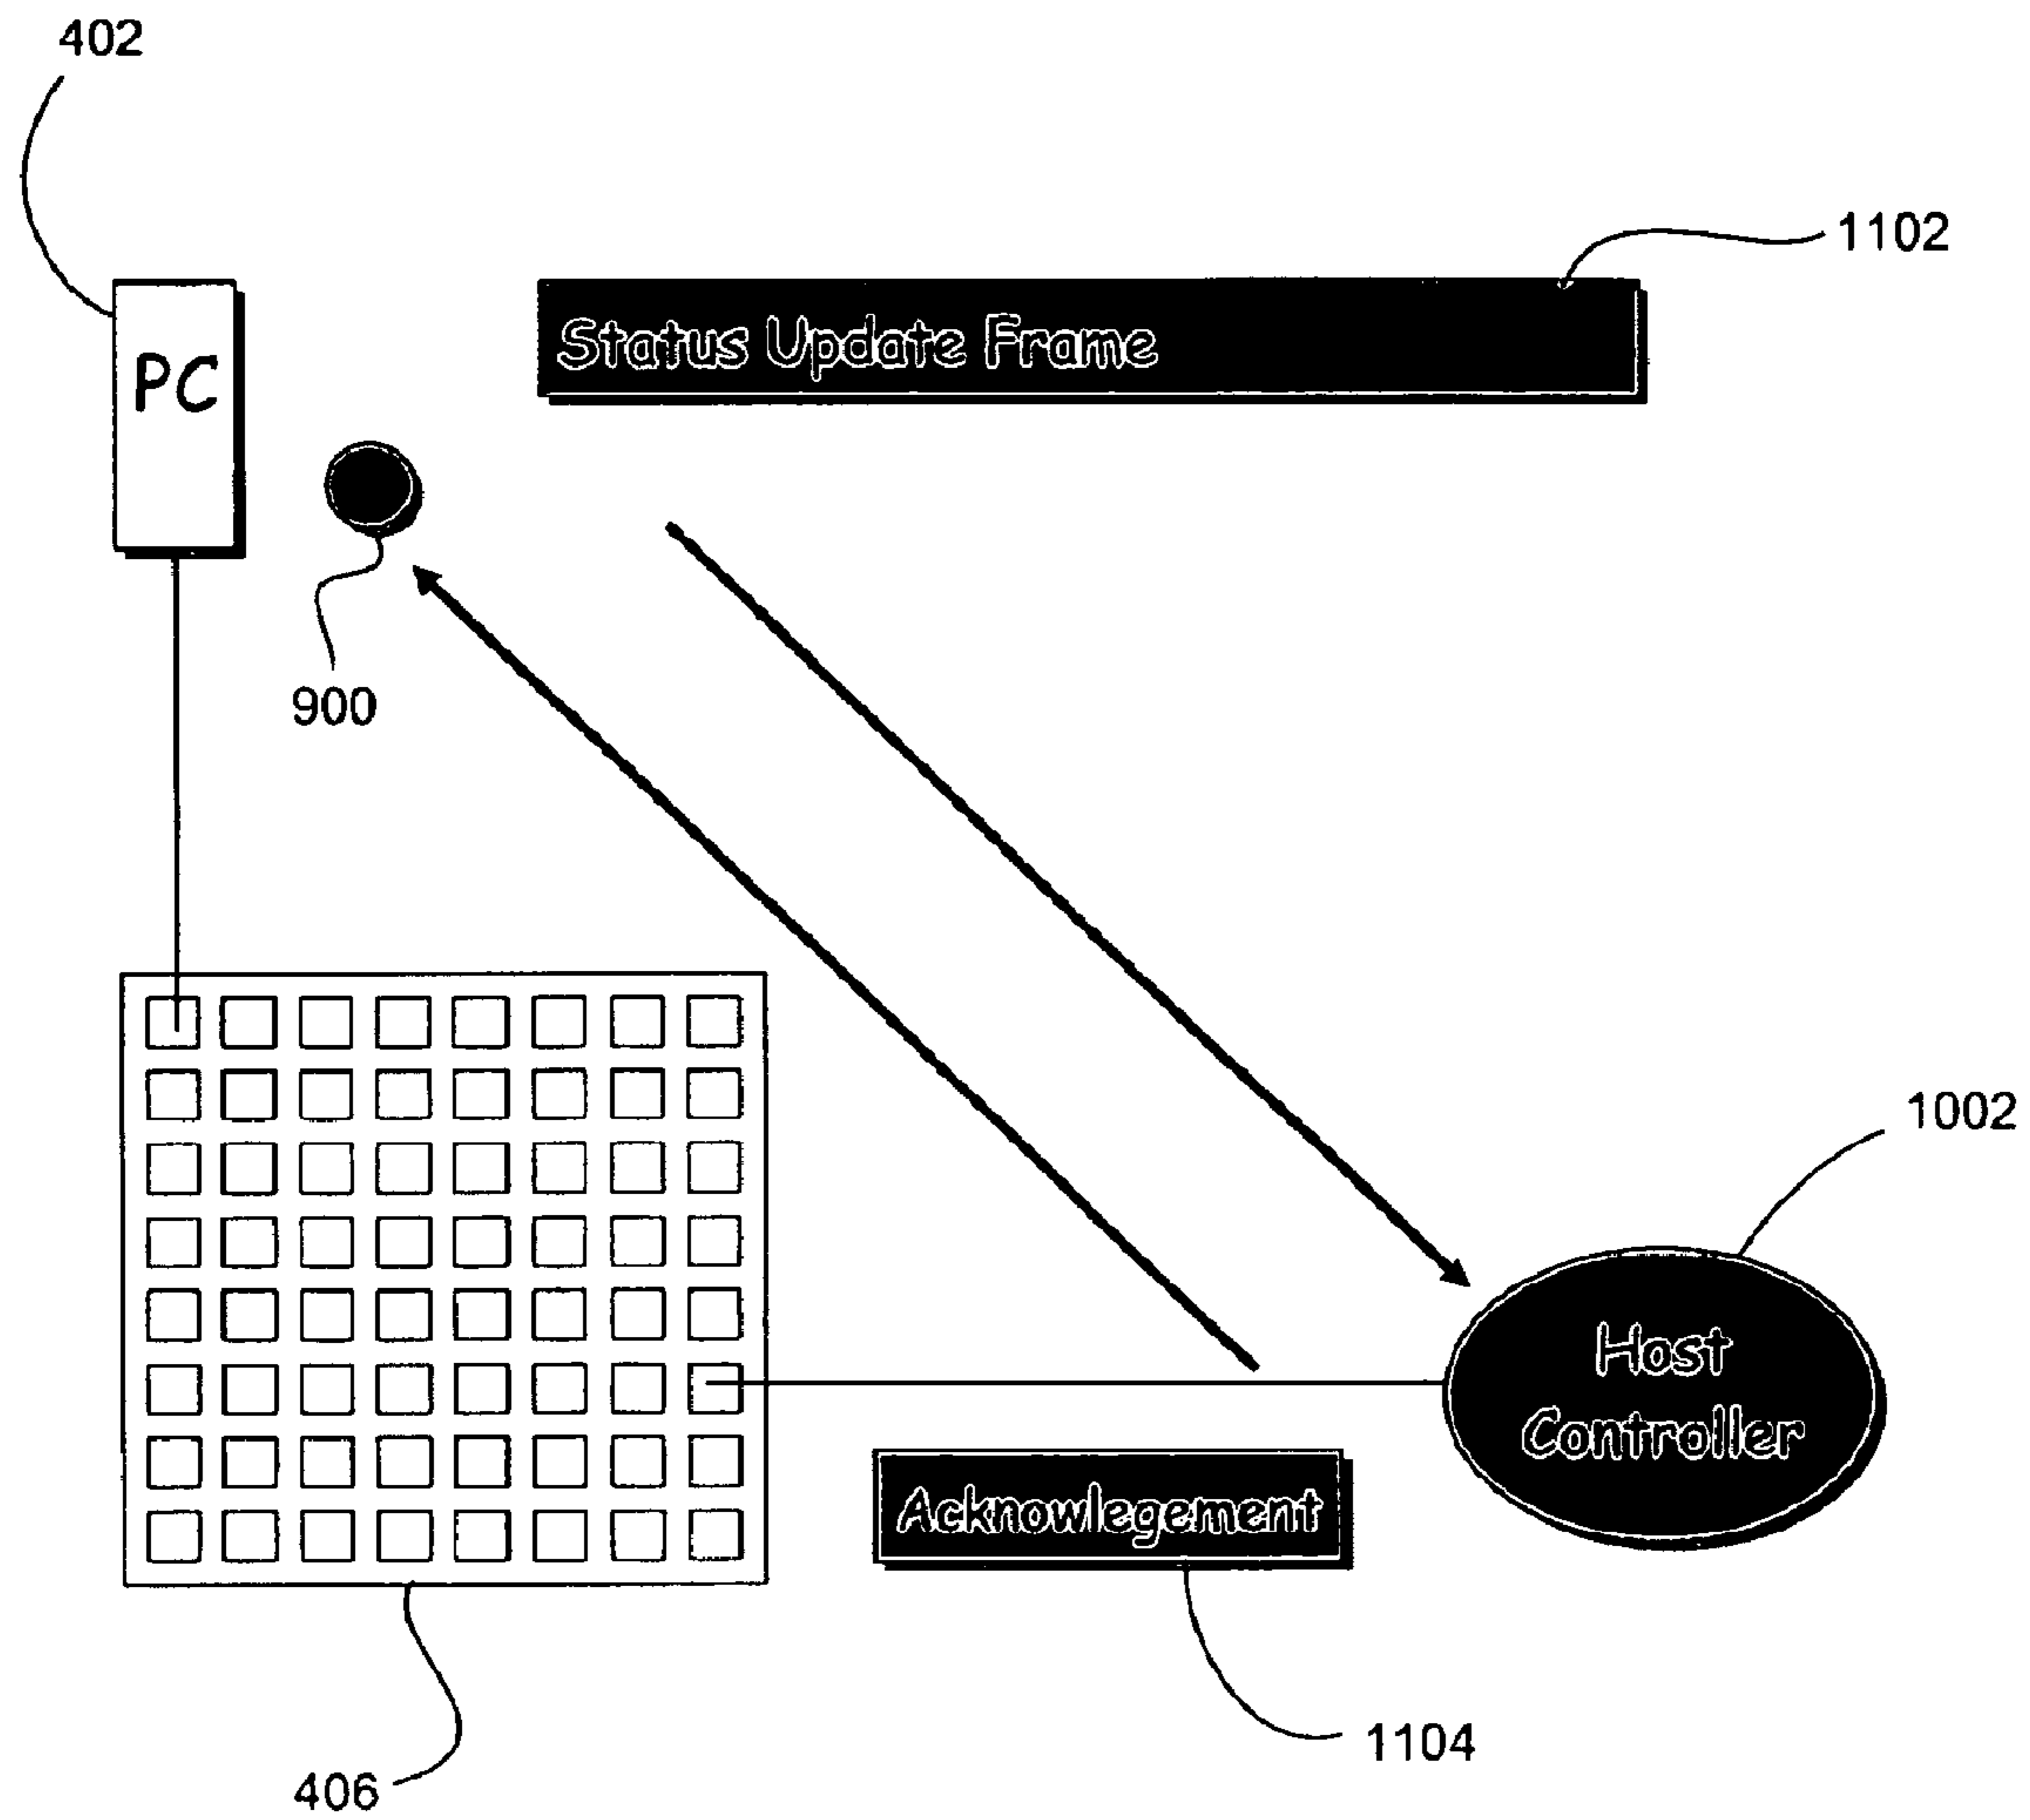 402
1102
Status Update Frame
PC
900
1002
Host
Controller
Acknowlegement
1104
406